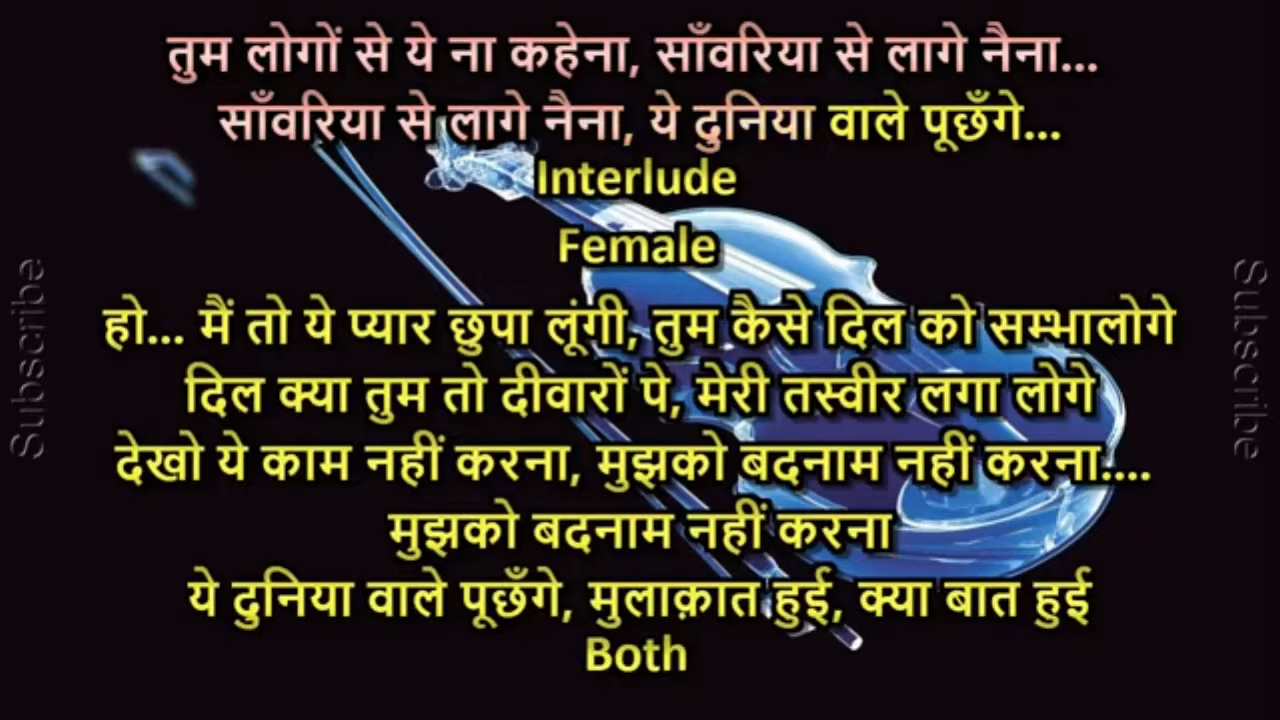 तुम लोगों से ये ना कहेना, साँवरिया से लागे नैना...
साँवरिया से लागे नैना, ये दुनिया वाले पूछँगे...
Interlude
Female
हो... मैं तो ये प्यार छुपा लूंगी, तुम कैसे दिल को सम्भालोगे
दिल क्या तुम तो दीवारों पे, मेरी तस्वीर लगा लोगे
देखो ये काम नहीं करना, मुझको बदनाम नहीं करना....
मुझको बदनाम नहीं करना
ये दुनिया वाले पूछँगे, मुलाक़ात हुई, क्या बात हुई
Both
Subscribe
Subscribe